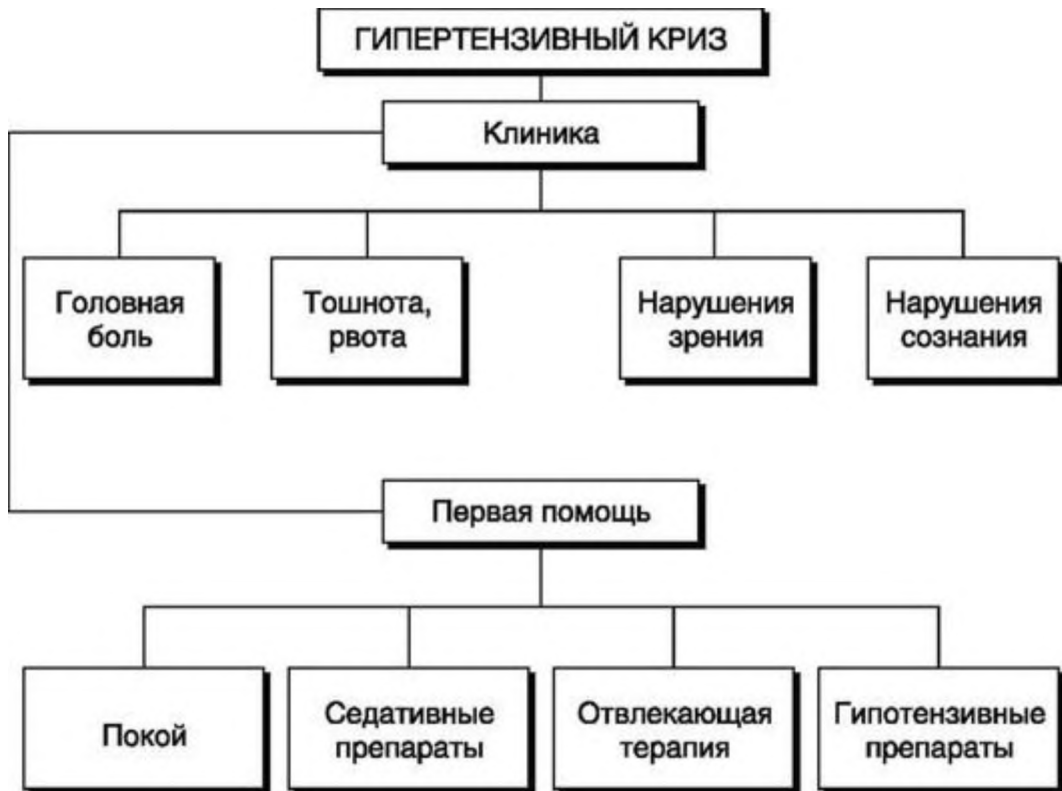 ГИПЕРТЕНЗИВНЫЙ КРИЗ
Клиника
Головная
боль
Тошнота,
рвота
Нарушения
зрения
Нарушения
сознания
Первая помощь
Покой
Седативные
препараты
Отвлекающая
терапия
Гипотензивные
препараты